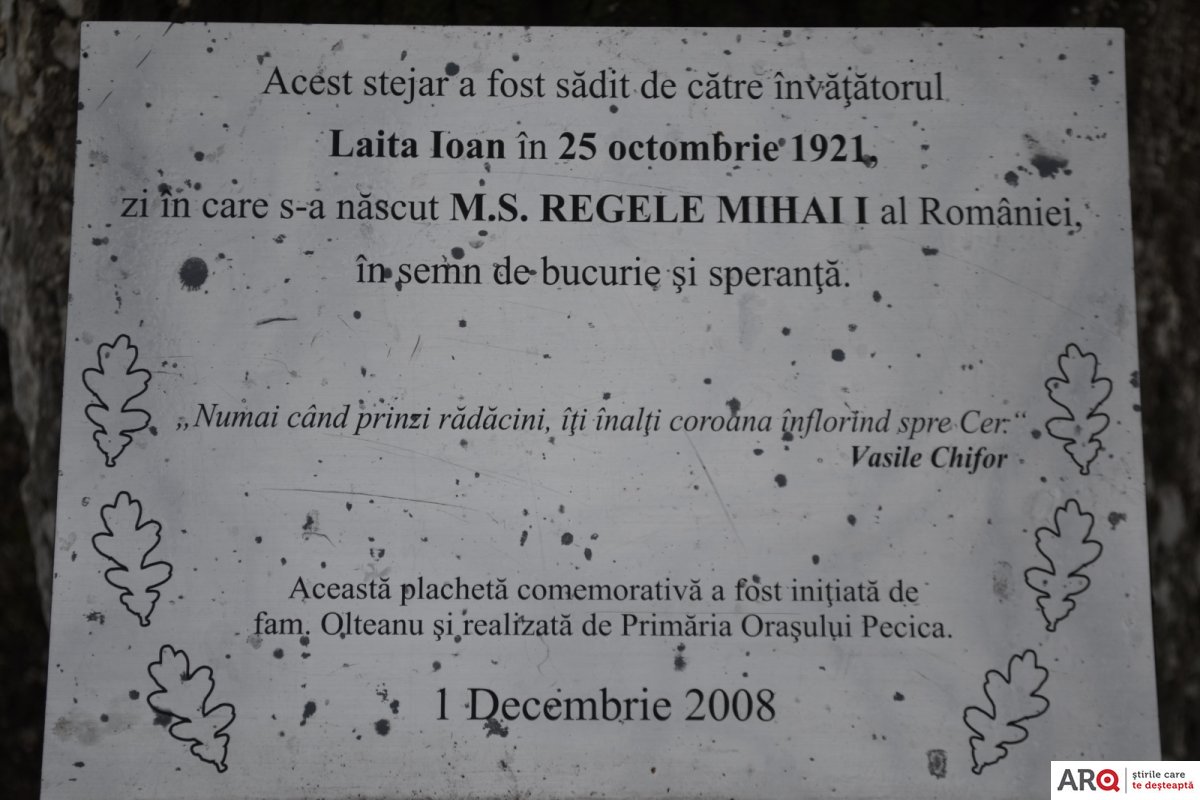 Acest stejar a fost sădit de către învăţătorul
Laita Ioan în 25 octombrie 1921,
zi în care s-a născut M.S. REGELE MIHAI I al României,
în semn de bucurie şi speranţă.
„Numai când prinzi rădăcini, îţi înalţi coroana înflorind spre Cer.“
Vasile Chifor
Această plachetă comemorativă a fost iniţiată de
fam. Olteanu şi realizată de Primăria Oraşului Pecica.
1 Decembrie 2008
ARQ
ştirile care
te deşteaptă